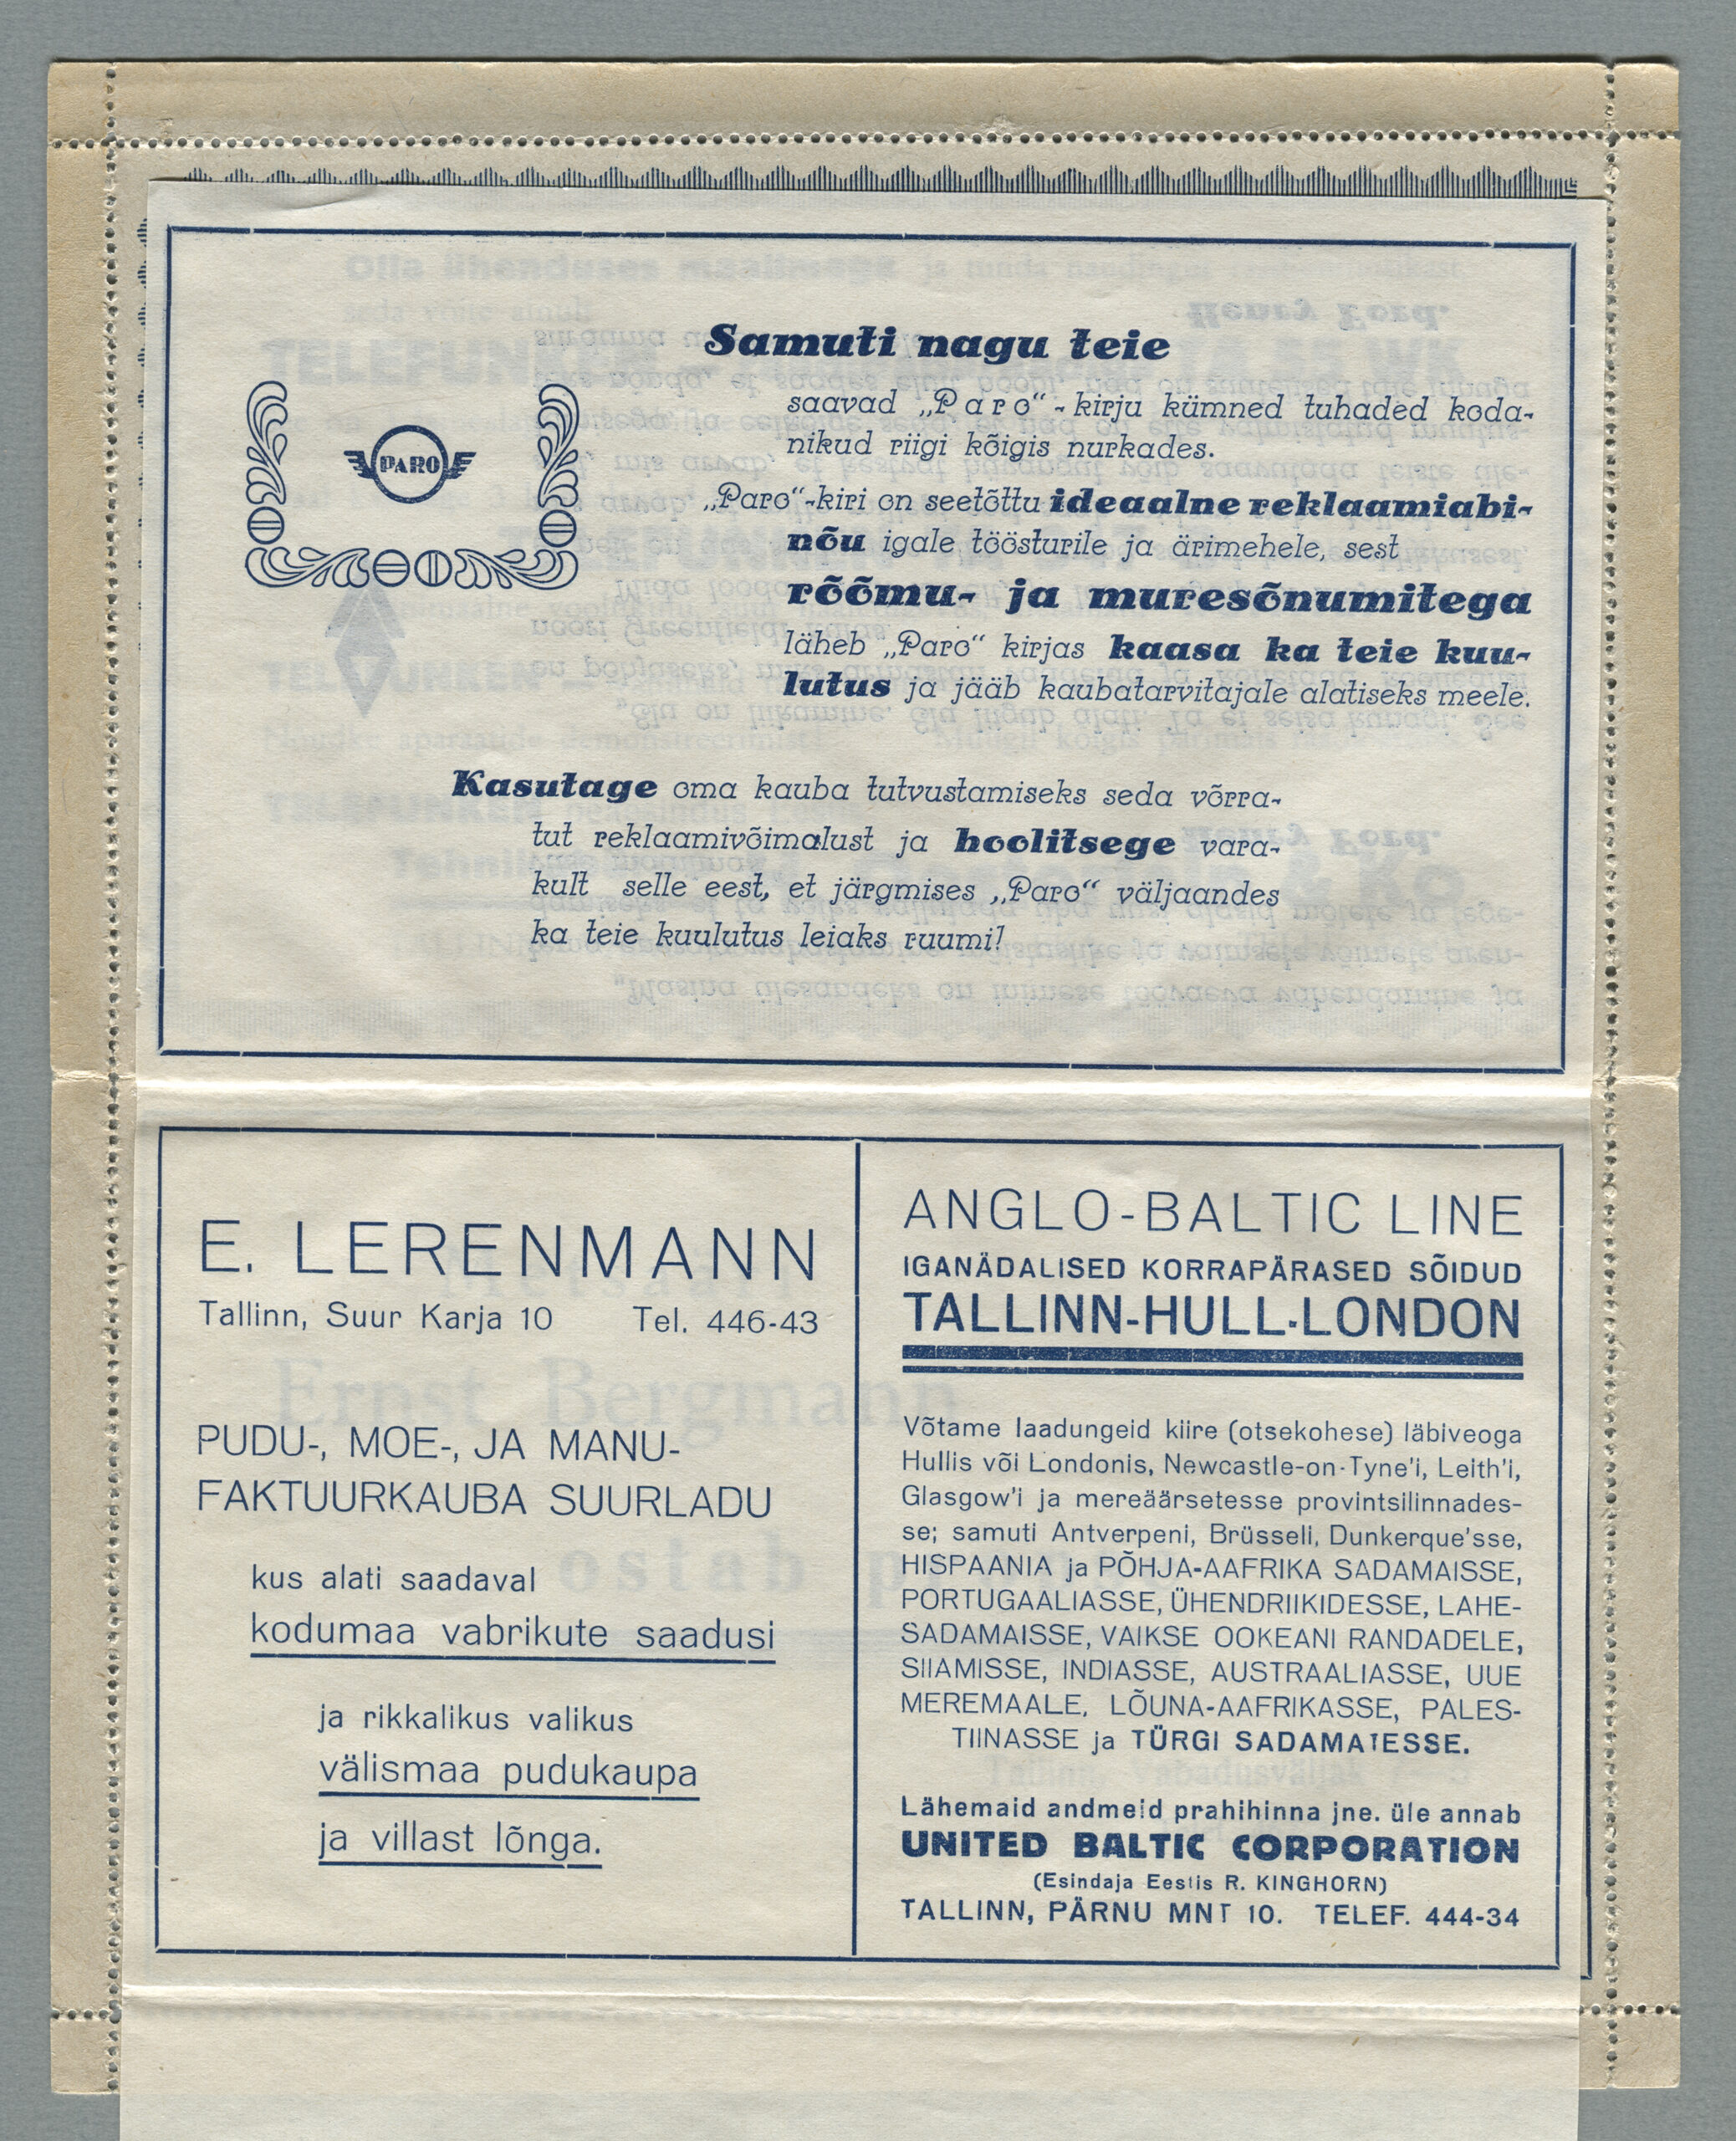 Samuti nagu teie
saavad „Paro“-kirju kümned tuhaded koda-
nikud riigi kõigis nurkades.
PARO
„Paro“-kiri on seetõttu ideaalne reklaamiabi-
nõu igale töösturile ja ärimehele, sest
rõõmu- ja muresõnumitega
läheb „Paro“ kirjas kaasa ka teie kuu-
lutus ja jääb kaubatarvitajale alatiseks meele.
Kasutage oma kauba tutvustamiseks seda võrra-
tut reklaamivõimalust ja hoolitsege vara-
kult selle eest, et järgmises „Paro“ väljaandes
ka teie kuulutus leiaks ruumi!
E. LERENMANN
Tallinn, Suur Karja 10 Tel. 446-43
PUDU-, MOE-, JA MANU-
FAKTUURKAUBA SUURLADU
kus alati saadaval
kodumaa vabrikute saadusi
ja rikkalikus valikus
välismaa pudukaupa
ja villast lõnga.
ANGLO-BALTIC LINE
IGANÄDALISED KORRAPÄRASED SÕIDUD
TALLINN-HULL-LONDON
Võtame laadungeid kiire (otsekohese) läbiveoga
Hullis või Londonis, Newcastle-on-Tyne'i, Leith'i,
Glasgow'i ja mereäärsetesse provintsilinnades-
se; samuti Antverpeni, Brüsseli, Dunkerque'sse,
HISPAANIA ja PÕHJA-AAFRIKA SADAMAISSE,
PORTUGAALIASSE, ÜHENDRIIKIDESSE, LAHE-
SADAMAISSE, VAIKSE OOKEANI RANDADELE,
SIIAMISSE, INDIASSE, AUSTRAALIASSE, UUE
MEREMAALE, LÕUNA-AAFRIKASSE, PALES-
TIINASSE ja TÜRGI SADAMATESSE.
Lähemaid andmeid prahihinna jne. üle annab
UNITED BALTIC CORPORATION
(Esindaja Eestis R. KINGHORN)
TALLINN, PÄRNU MNT 10. TELEF. 444-34